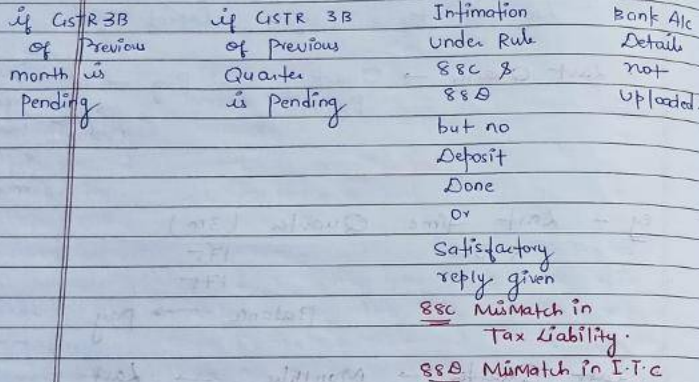 if GSTR 3B
of Previous
month is
Pending
if GSTR 3B
of Previous
Quarter
is pending
Intimation
under Rule
88C &
88D
but no
Deposit
Done
Or
Satisfactory
reply given
88C MisMatch in
Tax Liability.
88D MisMatch in I.T.C
Bank A/c
Details
not
Uploaded.